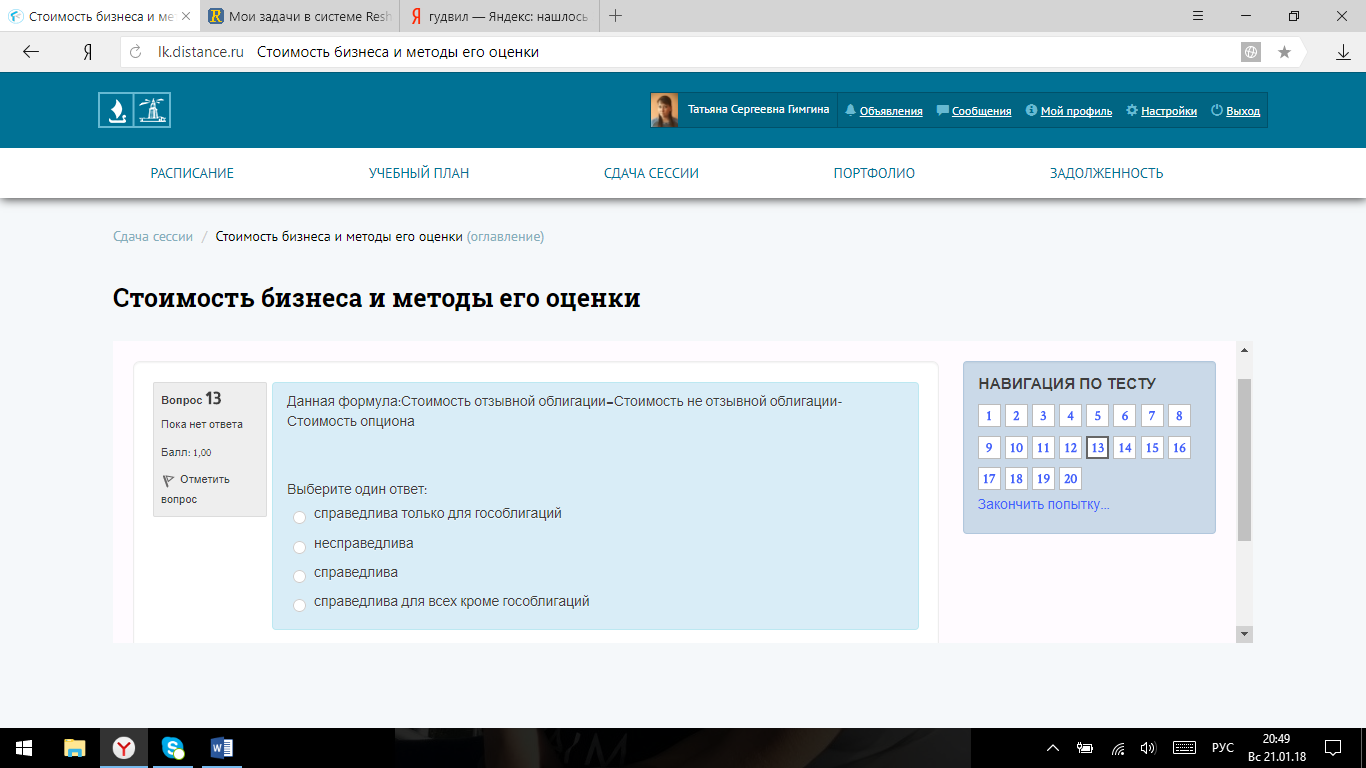 Стоимость бизнеса и ме
Мои задачи в системе Resh
гудвил — Яндекс: нашлось
lk.distance.ru Стоимость бизнеса и методы его оценки
Татьяна Сергеевна Гимгина Объявления Сообщения Мой профиль Настройки Выход
РАСПИСАНИЕ УЧЕБНЫЙ ПЛАН СДАЧА СЕССИИ ПОРТФОЛИО ЗАДОЛЖЕННОСТЬ
Сдача сессии / Стоимость бизнеса и методы его оценки (оглавление)
Стоимость бизнеса и методы его оценки
Вопрос 13
Пока нет ответа
Балл: 1,00
Отметить
вопрос
Данная формула:Стоимость отзывной облигации=Стоимость не отзывной облигации-
Стоимость опциона
Выберите один ответ:
справедлива только для гособлигаций
несправедлива
справедлива
справедлива для всех кроме гособлигаций
НАВИГАЦИЯ ПО ТЕСТУ
1 2 3 4 5 6 7 8
9 10 11 12 13 14 15 16
17 18 19 20
Закончить попытку...
РУС
20:49
Вс 21.01.18